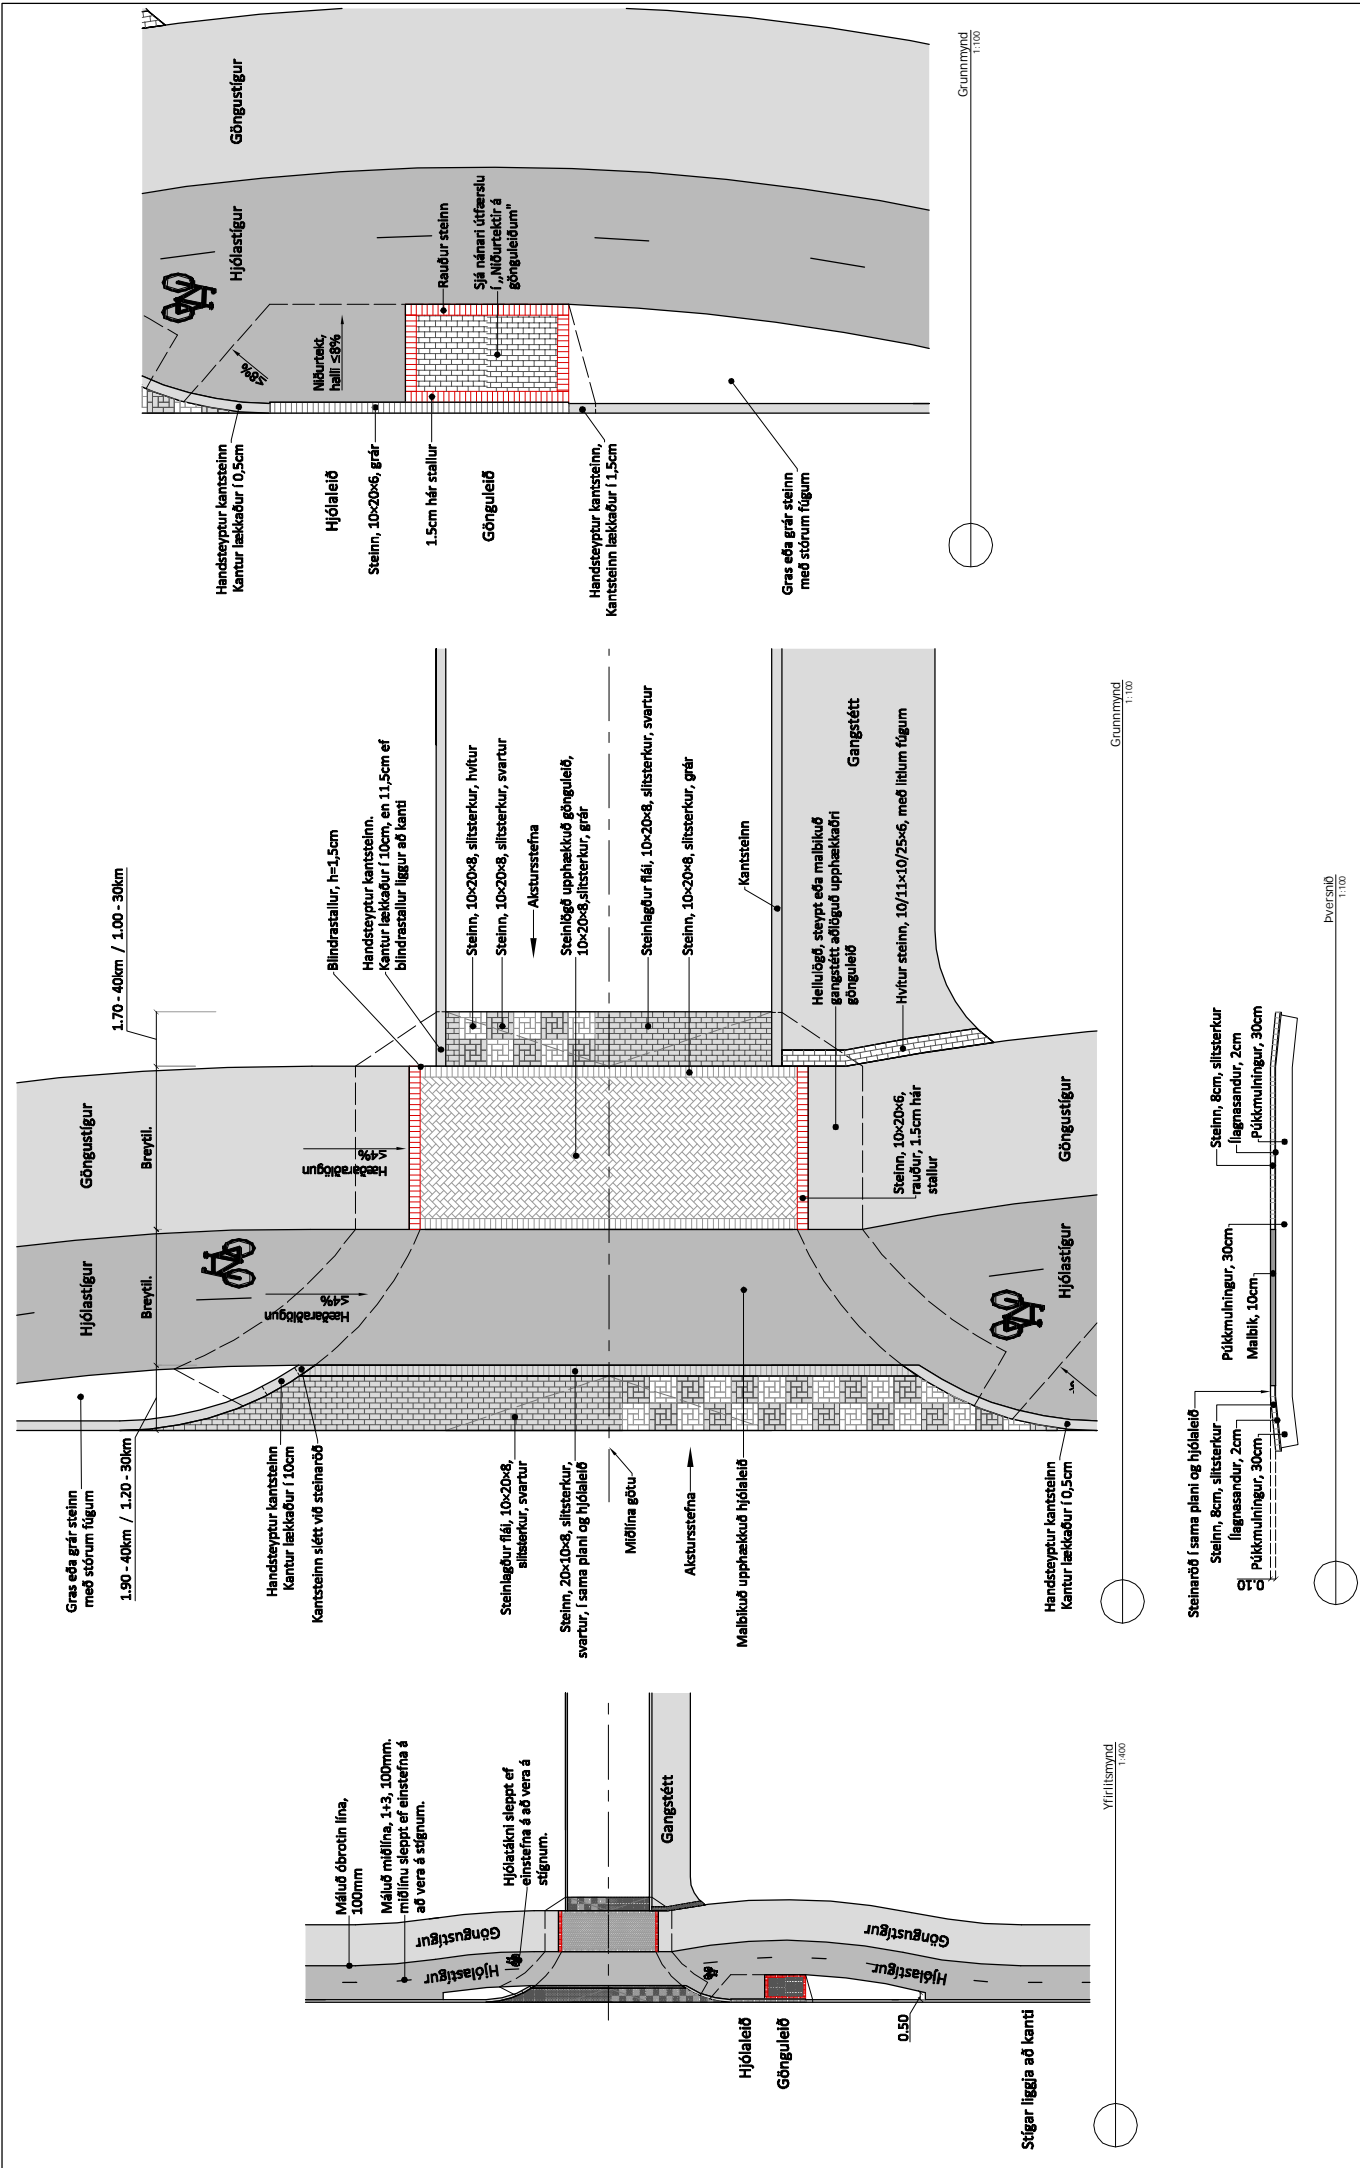 Máluð óbrotin lína,
100mm
Máluð miðlína, 1+3, 100mm.
miðlínu sleppt ef einstefna á
að vera á stígnum.
Hjólatákni sleppt ef
einstefna á að vera á
stígnum.
Göngustígur
Hjólastígur
Gangstétt
Göngustígur
Hjólastígur
Hjólaleið
Gönguleið
0.50
Stígar liggja að kanti
Yfirlitsmynd
1:400
Gras eða grár steinn
með stórum fúgum
1.90 - 40km / 1.20 - 30km
Hjólastígur
Breytil.
Göngustígur
Breytil.
1.70 - 40km / 1.00 - 30km
Handsteyptur kantsteinn
Kantur lækkaður í 10cm
Kantsteinn slétt við steinaröð
Hæðaraðlögun
≤4%
Hæðaraðlögun
≤4%
Blindrastallur, h=1,5cm
Handsteyptur kantsteinn.
Kantur lækkaður í 10cm, en 11,5cm ef
blindrastallur liggur að kanti
Steinn, 10×20×8, slitsterkur, hvítur
Steinn, 10×20×8, slitsterkur, svartur
Akstursstefna
Steinlögð upphækkuð gönguleið,
10×20×8,slitsterkur, grár
Steinlagður flái, 10×20×8, slitsterkur, svartur
Steinn, 10×20×8, slitsterkur, grár
Kantsteinn
Gangstétt
Steinlagður flái, 10×20×8,
slitsterkur, svartur
Steinn, 20×10×8, slitsterkur,
svartur, í sama plani og hjólaleið
Miðlína götu
Akstursstefna
Malbikuð upphækkuð hjólaleið
Hellulögð, steypt eða malbikuð
gangstétt aðlöguð upphækkaðri
gönguleið
Hvítur steinn, 10/11×10/25×6, með litlum fúgum
Steinn, 10×20×6,
rauður, 1.5cm hár
stallur
Handsteyptur kantsteinn
Kantur lækkaður í 0,5cm
Hjólastígur
Göngustígur
Grunnmynd
1:100
Steinaröð í sama plani og hjólaleið
Steinn, 8cm, slitsterkur
Ílagnasandur, 2cm
Púkkmulningur, 30cm
0.10
Púkkmulningur, 30cm
Malbik, 10cm
Steinn, 8cm, slitsterkur
Ílagnasandur, 2cm
Púkkmulningur, 30cm
Þversnið
1:100
Göngustígur
Hjólastígur
Rauður steinn
Sjá nánari útfærslu
í „Niðurtektir á
gönguleiðum"
Niðurtekt,
halli ≤8%
≤8%
Handsteyptur kantsteinn
Kantur lækkaður í 0,5cm
Hjólaleið
Steinn, 10×20×6, grár
1.5cm hár stallur
Gönguleið
Handsteyptur kantsteinn,
Kantsteinn lækkaður í 1,5cm
Gras eða grár steinn
með stórum fúgum
Grunnmynd
1:100